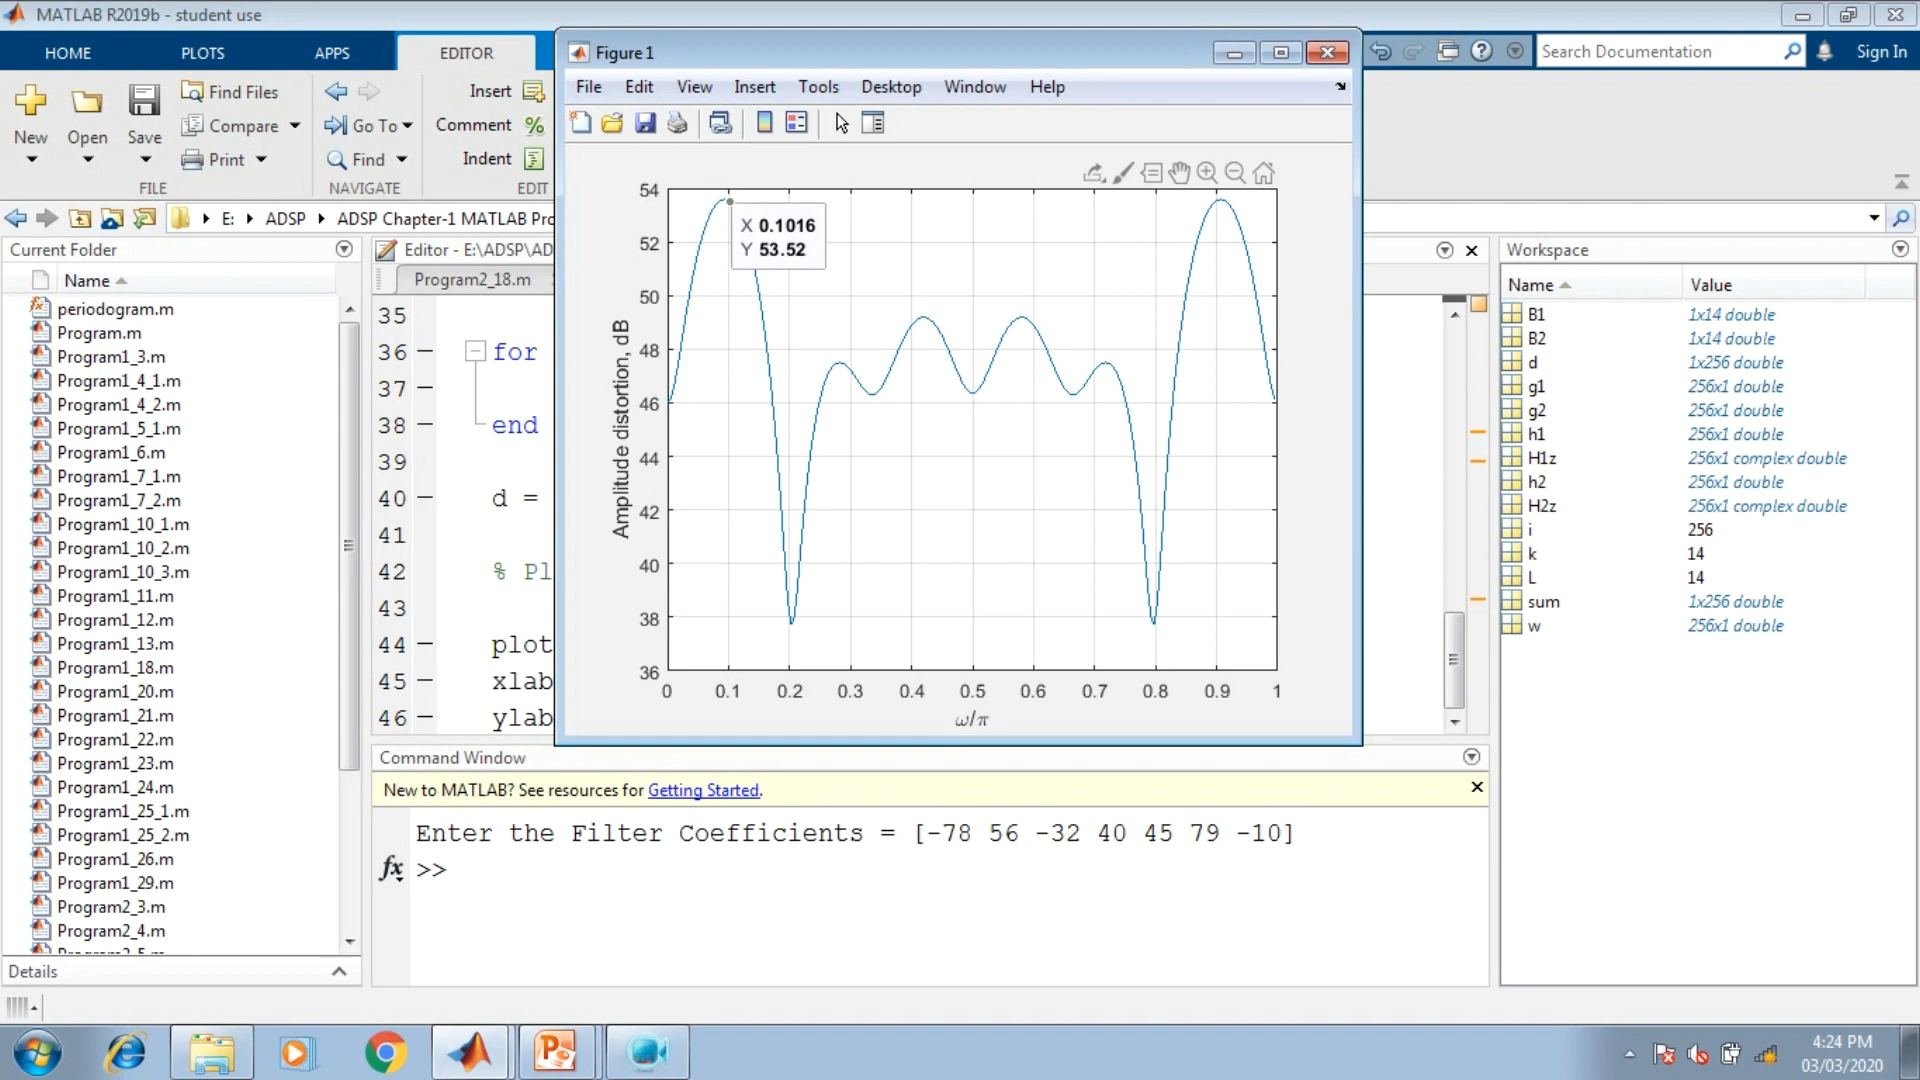 MATLAB R2019b - student use
HOME
PLOTS
APPS
EDITOR
Search Documentation
Sign In
New
Open
Save
Find Files
Compare
Print
FILE
Go To
Find
NAVIGATE
Insert
Comment
Indent
EDIT
E:
ADSP
ADSP Chapter-1 MATLAB Pro
Current Folder
Name
periodogram.m
Program.m
Program1_3.m
Program1_4_1.m
Program1_4_2.m
Program1_5_1.m
Program1_6.m
Program1_7_1.m
Program1_7_2.m
Program1_10_1.m
Program1_10_2.m
Program1_10_3.m
Program1_11.m
Program1_12.m
Program1_13.m
Program1_18.m
Program1_20.m
Program1_21.m
Program1_22.m
Program1_23.m
Program1_24.m
Program1_25_1.m
Program1_25_2.m
Program1_26.m
Program1_29.m
Program2_3.m
Program2_4.m
Details
Editor - E:\ADSP\AD
Program2_18.m
35
36 — for
37 —
38 — end
39
40 — d =
41
42 % Pl
43
44 — plot
45 — xlab
46 — ylab
Figure 1
File Edit View Insert Tools Desktop Window Help
54
52
50
48
46
44
42
40
38
36
Amplitude distortion, dB
X 0.1016
Y 53.52
0 0.1 0.2 0.3 0.4 0.5 0.6 0.7 0.8 0.9 1
ω/π
Command Window
New to MATLAB? See resources for Getting Started.
Enter the Filter Coefficients = [-78 56 -32 40 45 79 -10]
fx >>
Workspace
Name Value
B1 1x14 double
B2 1x14 double
d 1x256 double
g1 256x1 double
g2 256x1 double
h1 256x1 double
H1z 256x1 complex double
h2 256x1 double
H2z 256x1 complex double
i 256
k 14
L 14
sum 1x256 double
w 256x1 double
4:24 PM
03/03/2020